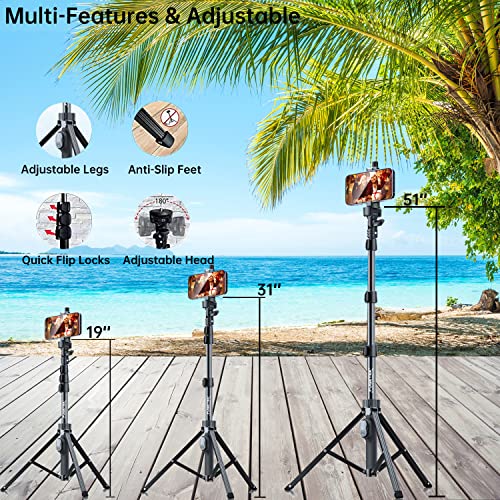 Multi-Features & Adjustable
Adjustable Legs
Anti-Slip Feet
180°
Quick Flip Locks
Adjustable Head
51''
31''
19''